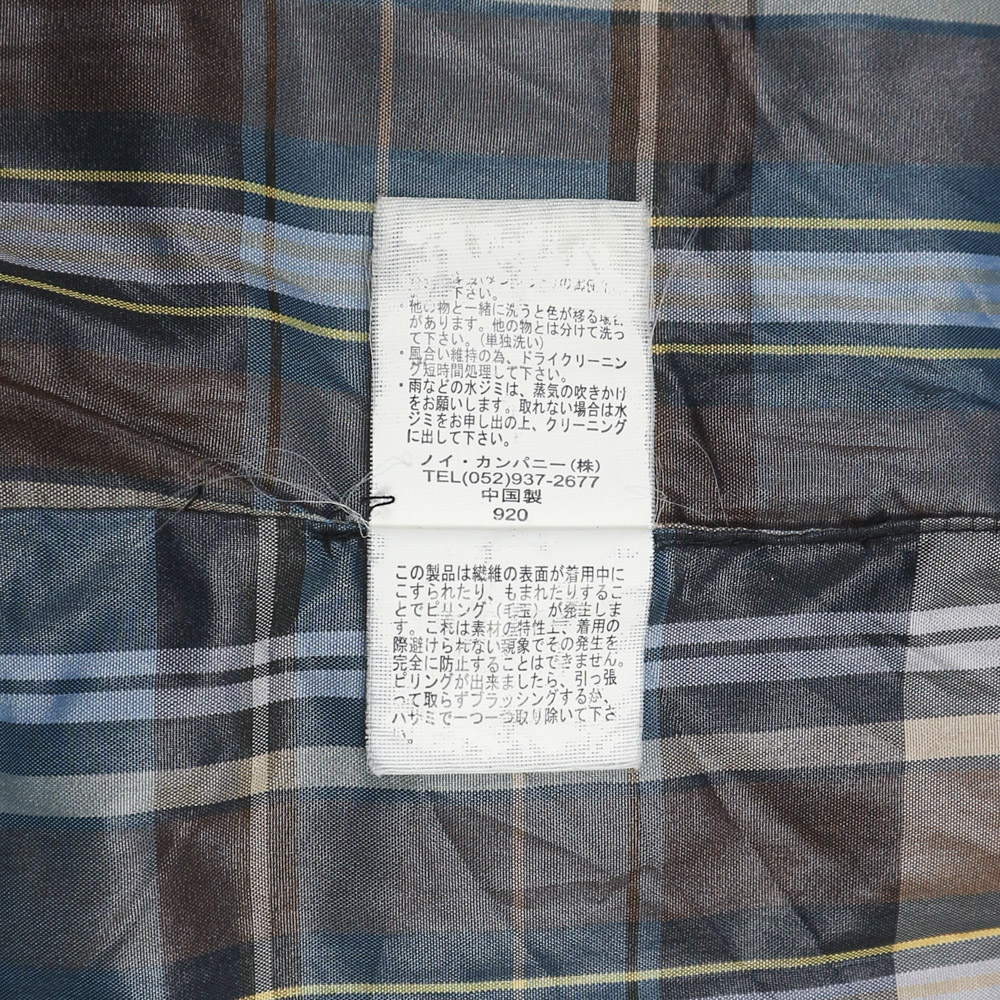 下さい。
・他の物と一緒に洗うと色が移る
があります。他の物とは分けて洗っ
て下さい。(単独洗い)
・風合い維持の為、ドライクリーニン
グ短時間処理して下さい。
・雨などの水ジミは、蒸気の吹きかけ
をお願いします。取れない場合は水
ジミをお申し出の上、クリーニング
に出して下さい。
ノイ・カンパニー(株)
TEL(052)937-2677
中国製
920
この製品は繊維の表面が着用中に
こすられたり、もまれたりするこ
とでピリング(毛玉)が発生しま
す。これは素材の特性上、着用の
際避けられない現象でその発生を
完全に防止することはできません。
ピリングが出来ましたら、引っ張
って取らずブラッシングするか、
ハサミで一つ一つ取り除いて下さ
い。